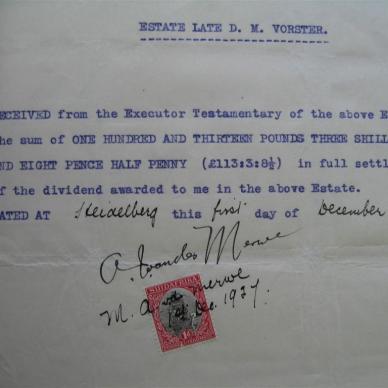 ESTATE LATE D. M. VORSTER.
ECEIVED from the Executor Testamentary of the above E
he sum of ONE HUNDRED AND THIRTEEN POUNDS THREE SHILL
ND EIGHT PENCE HALF PENNY (£113:3:8½) in full settl
f the dividend awarded to me in the above Estate.
ATED AT Heidelberg this first day of December
Merwe
M. A. vd Merwe
1st Dec. 1937.